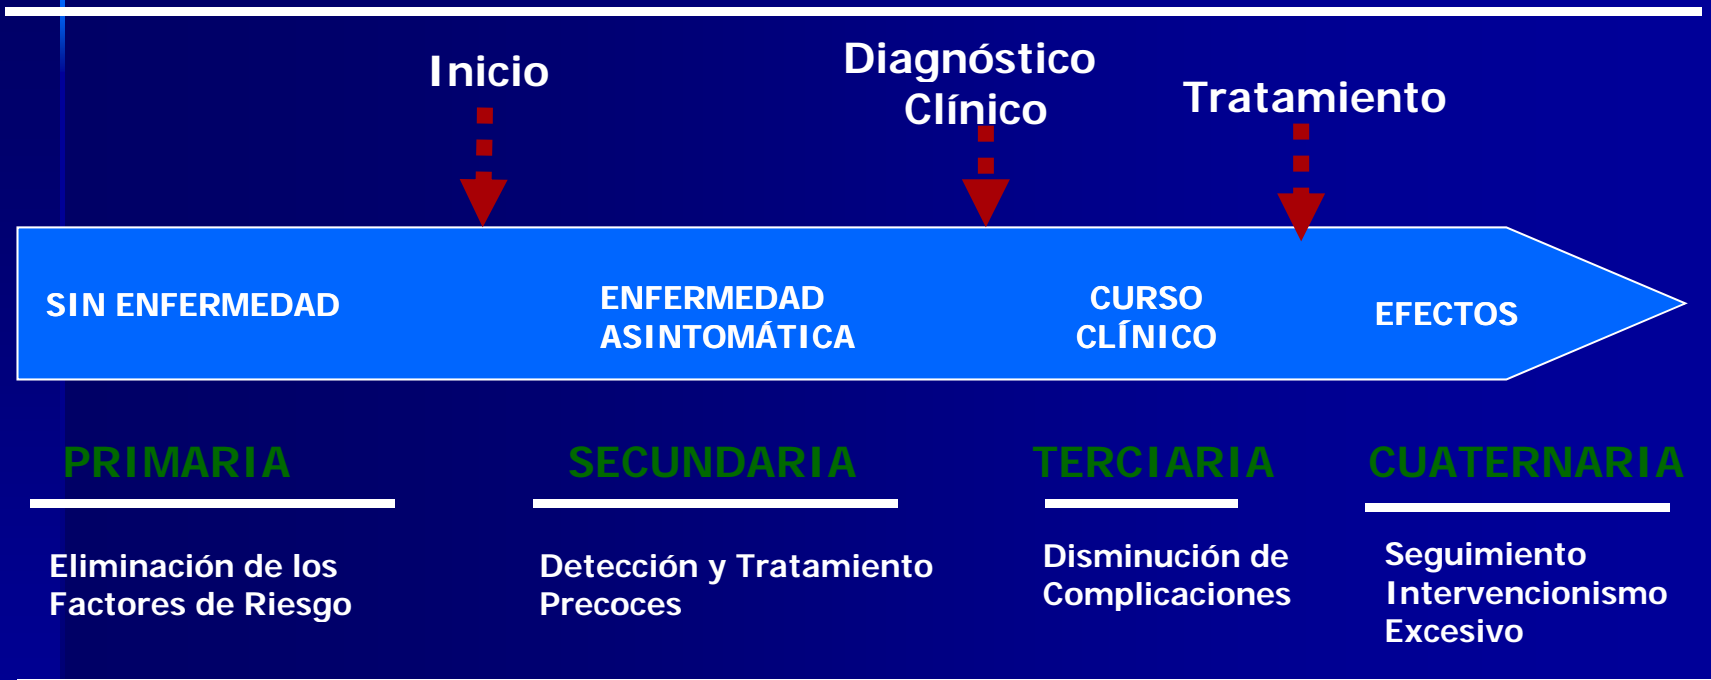 Inicio
Diagnóstico
Clínico
Tratamiento
SIN ENFERMEDAD
ENFERMEDAD
ASINTOMÁTICA
CURSO
CLÍNICO
EFECTOS
PRIMARIA
SECUNDARIA
TERCIARIA
CUATERNARIA
Eliminación de los
Factores de Riesgo
Detección y Tratamiento
Precoces
Disminución de
Complicaciones
Seguimiento
Intervencionismo
Excesivo